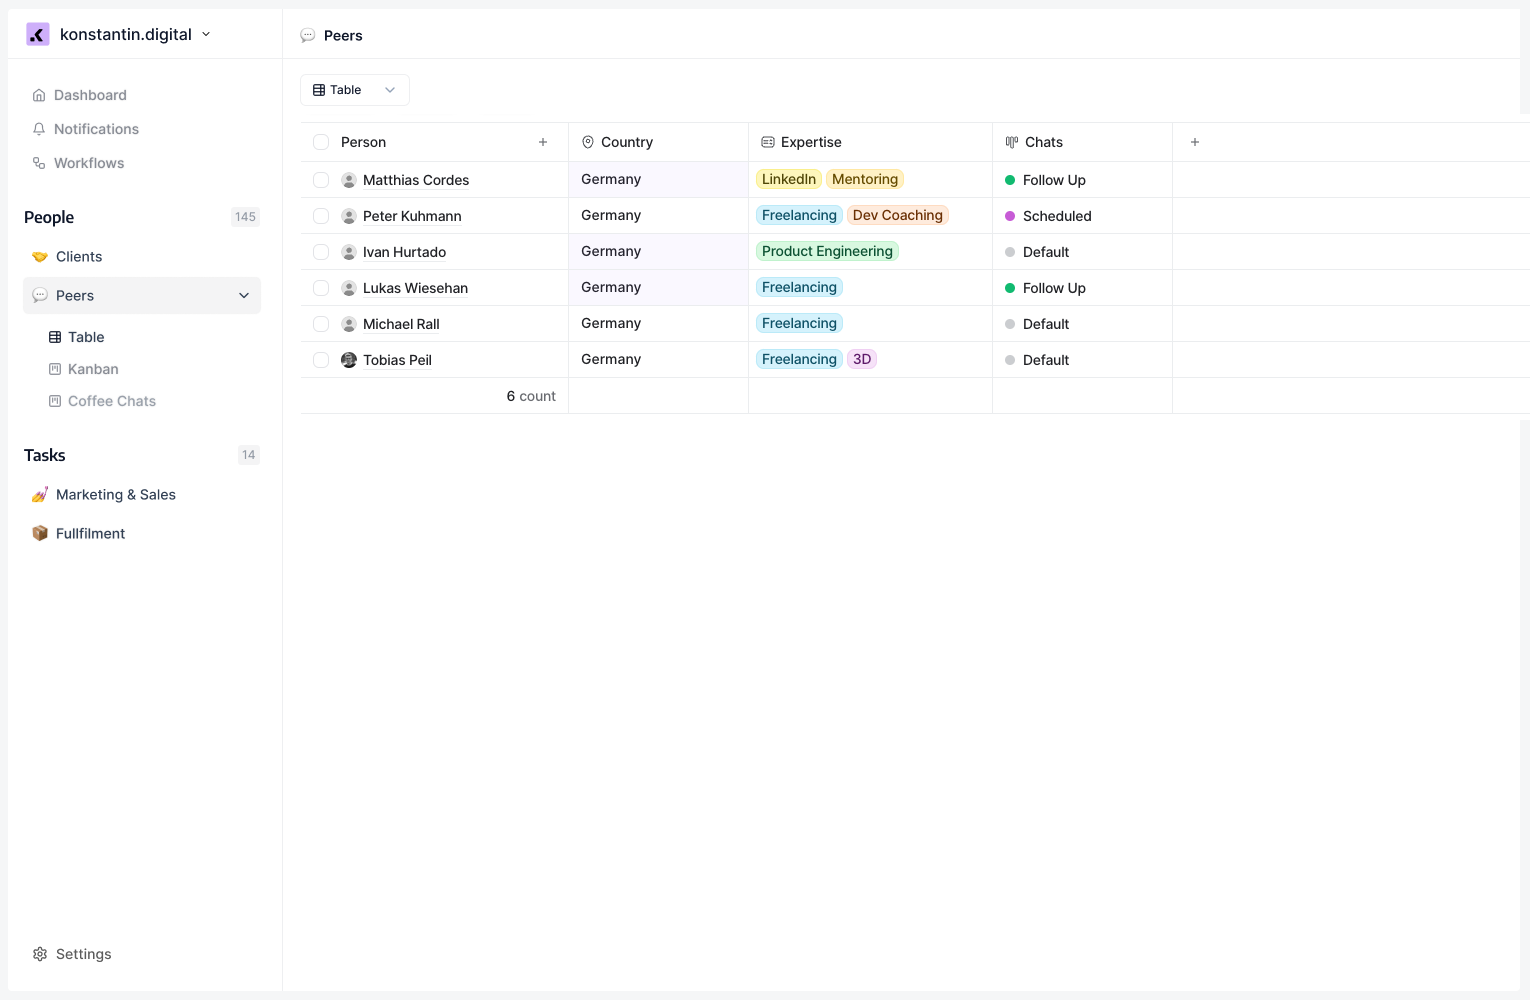 konstantin.digital
Peers
Dashboard
Notifications
Workflows
People 145
Clients
Peers
Table
Kanban
Coffee Chats
Tasks 14
Marketing & Sales
Fullfilment
Settings
Table
Person + Country Expertise Chats +
Matthias Cordes Germany LinkedIn Mentoring Follow Up
Peter Kuhmann Germany Freelancing Dev Coaching Scheduled
Ivan Hurtado Germany Product Engineering Default
Lukas Wiesehan Germany Freelancing Follow Up
Michael Rall Germany Freelancing Default
Tobias Peil Germany Freelancing 3D Default
6 count